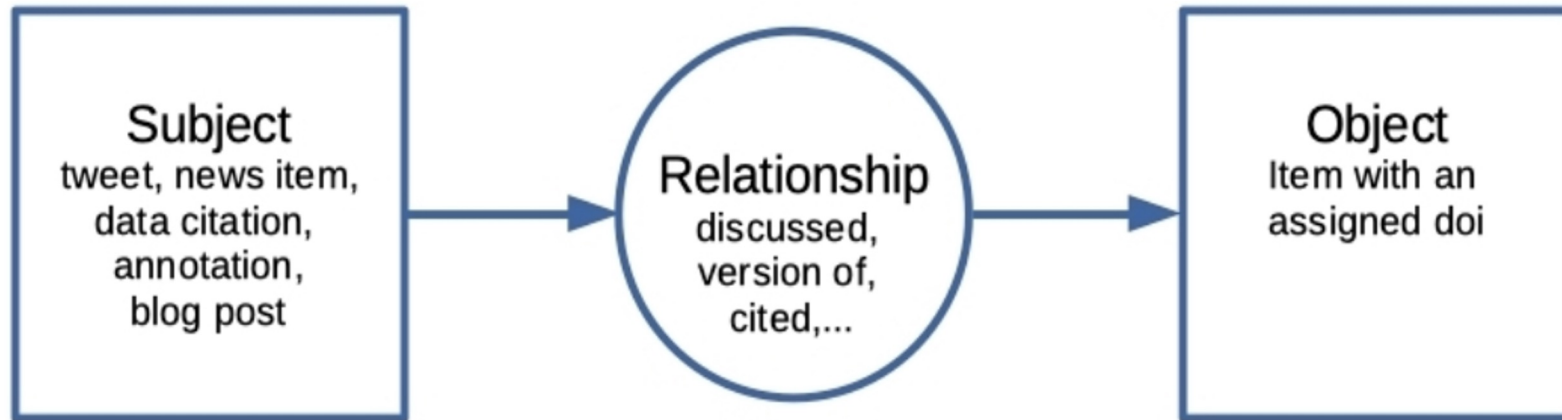 Subject
tweet, news item,
data citation,
annotation,
blog post
Relationship
discussed,
version of,
cited,...
Object
Item with an
assigned doi